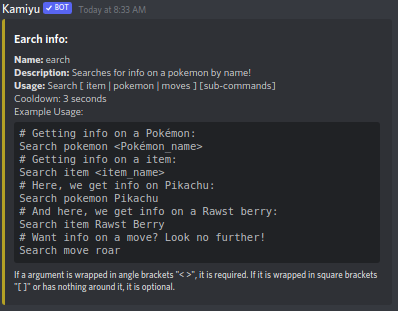 Kamiyu ✓ BOT Today at 8:33 AM
Earch info:
Name: earch
Description: Searches for info on a pokemon by name!
Usage: Search [ item | pokemon | moves ] [sub-commands]
Cooldown: 3 seconds
Example Usage:
# Getting info on a Pokémon:
Search pokemon <Pokémon_name>
# Getting info on a item:
Search item <item_name>
# Here, we get info on Pikachu:
Search pokemon Pikachu
# And here, we get info on a Rawst berry:
Search item Rawst Berry
# Want info on a move? Look no further!
Search move roar
If a argument is wrapped in angle brackets "< >", it is required. If it is wrapped in square brackets
"[ ]" or has nothing around it, it is optional.